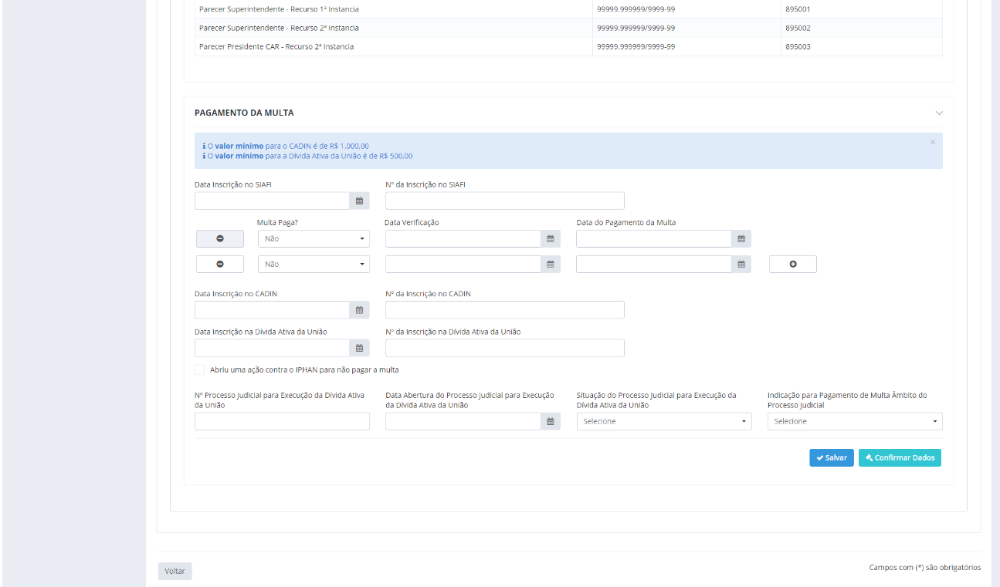 Parecer Superintendente - Recurso 1ª Instancia 99999.999999/9999-99 895001
Parecer Superintendente - Recurso 2ª Instancia 99999.999999/9999-99 895002
Parecer Presidente CAR - Recurso 2ª Instancia 99999.999999/9999-99 895003
PAGAMENTO DA MULTA
O valor mínimo para o CADIN é de R$ 1.000,00
O valor mínimo para a Dívida Ativa da União é de R$ 500,00
Data Inscrição no SIAFI Nº da Inscrição no SIAFI
Multa Paga? Data Verificação Data do Pagamento da Multa
Não
Não
Data Inscrição no CADIN Nº da Inscrição no CADIN
Data Inscrição na Dívida Ativa da União Nº da Inscrição na Dívida Ativa da União
Abriu uma ação contra o IPHAN para não pagar a multa
Nº Processo Judicial para Execução da Dívida Ativa
da União
Data Abertura do Processo Judicial para Execução
da Dívida Ativa da União
Situação do Processo Judicial para Execução da
Dívida Ativa da União
Indicação para Pagamento de Multa Âmbito do
Processo Judicial
Selecione Selecione
Salvar Confirmar Dados
Voltar
Campos com (*) são obrigatórios